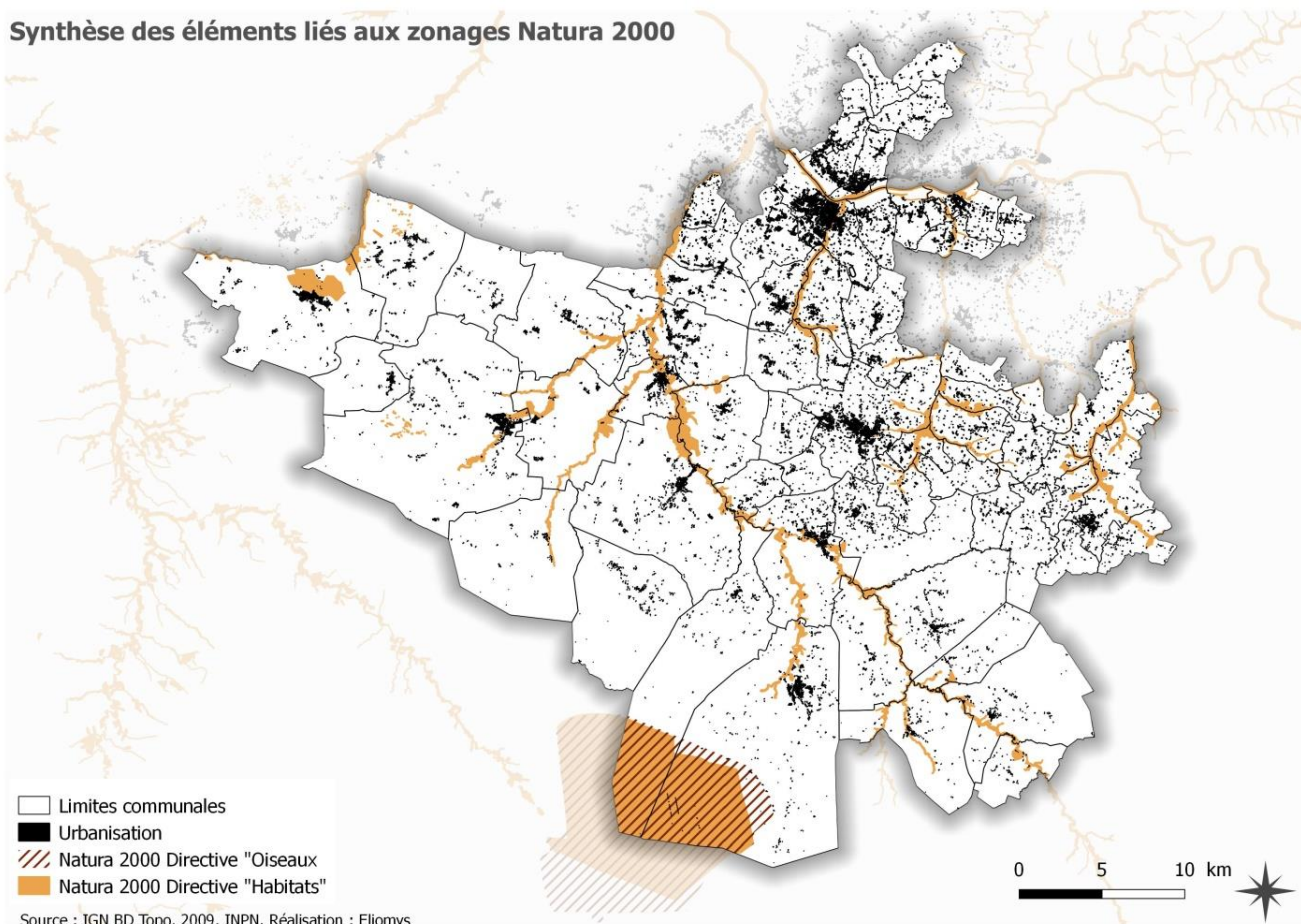 Synthèse des éléments liés aux zonages Natura 2000
Limites communales
Urbanisation
Natura 2000 Directive "Oiseaux
Natura 2000 Directive "Habitats"
0 5 10 km
Source : IGN BD Topo, 2009, INPN. Réalisation : Eliomys